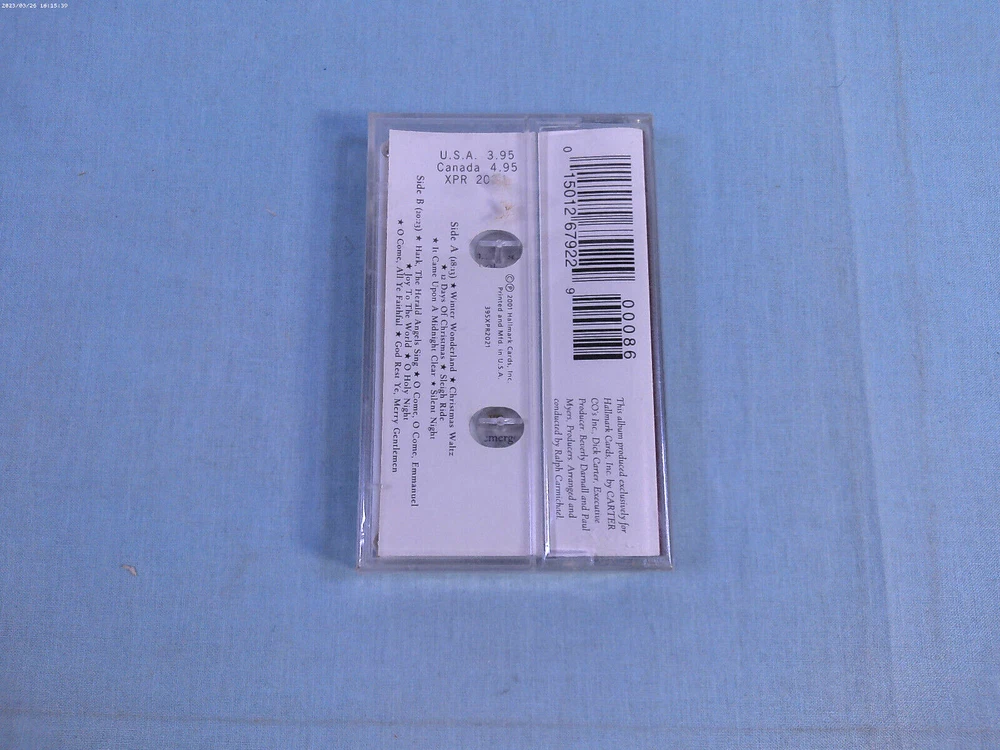 2023/03/26 16:15:39
U.S.A. 3.95
Canada 4.95
XPR 20
Side A (18:13) ★ Winter Wonderland ★ Christmas Waltz
★ 12 Days Of Christmas ★ Sleigh Ride
★ It Came Upon A Midnight Clear ★ Silent Night
Side B (20:23) ★ Hark, The Herald Angels Sing ★ O Come, O Come, Emmanuel
★ Joy To The World ★ O Holy Night
★ O Come, All Ye Faithful ★ God Rest Ye, Merry Gentlemen
©℗ 2001 Hallmark Cards, Inc.
Printed and Mfd. in U.S.A.
395XPR2021
0 15012 67922 9
00086
This album produced exclusively for
Hallmark Cards, Inc. by CARTER
CO's Inc., Dick Carter, Executive
Producer. Beverly Darnall and Paul
Myers, Producers. Arranged and
conducted by Ralph Carmichael.